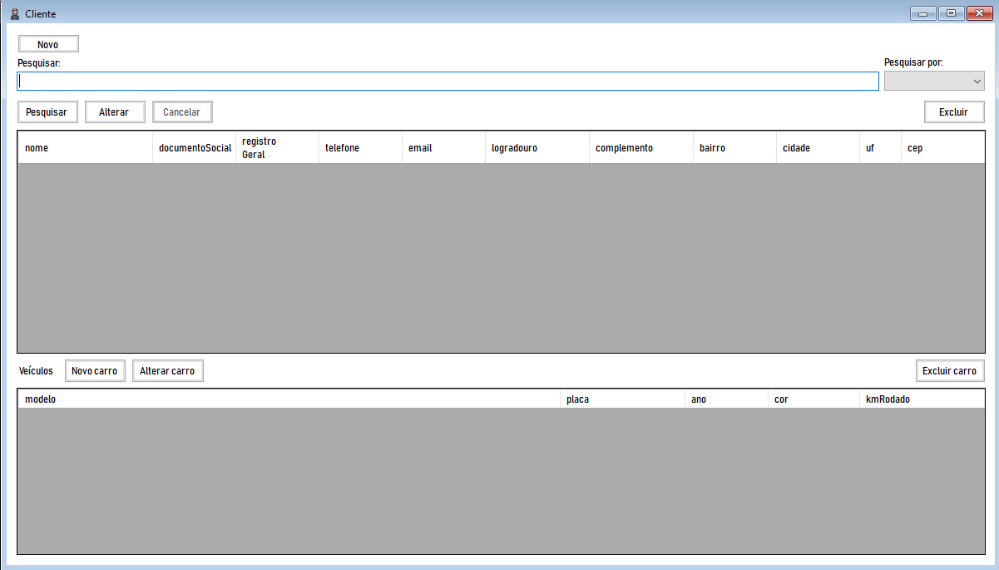 Cliente
Novo
Pesquisar:
Pesquisar por:
Pesquisar Alterar Cancelar Excluir
nome documentoSocial registro Geral telefone email logradouro complemento bairro cidade uf cep
Veículos Novo carro Alterar carro Excluir carro
modelo placa ano cor kmRodado